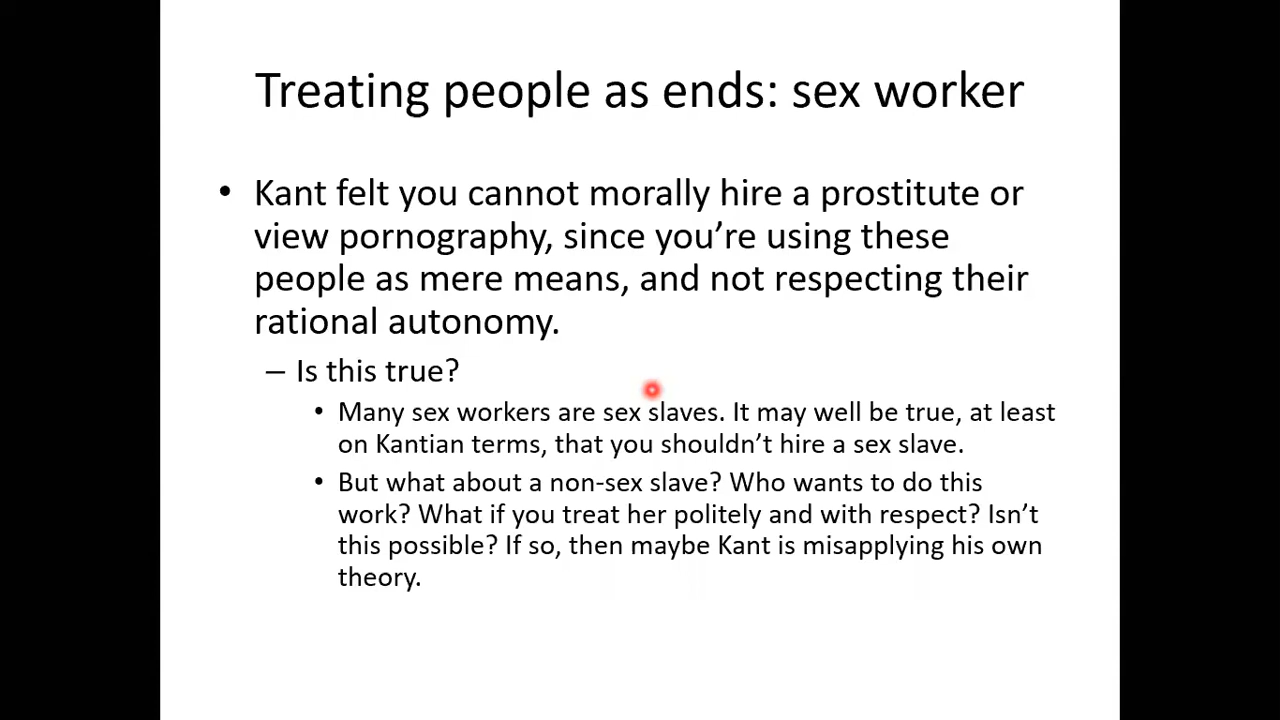 Treating people as ends: sex worker
• Kant felt you cannot morally hire a prostitute or
view pornography, since you’re using these
people as mere means, and not respecting their
rational autonomy.
– Is this true?
• Many sex workers are sex slaves. It may well be true, at least
on Kantian terms, that you shouldn’t hire a sex slave.
• But what about a non-sex slave? Who wants to do this
work? What if you treat her politely and with respect? Isn’t
this possible? If so, then maybe Kant is misapplying his own
theory.